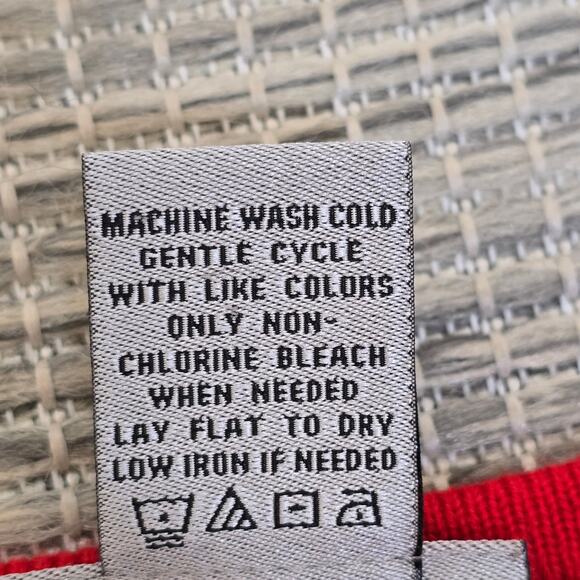 MACHINE WASH COLD
GENTLE CYCLE
WITH LIKE COLORS
ONLY NON-
CHLORINE BLEACH
WHEN NEEDED
LAY FLAT TO DRY
LOW IRON IF NEEDED